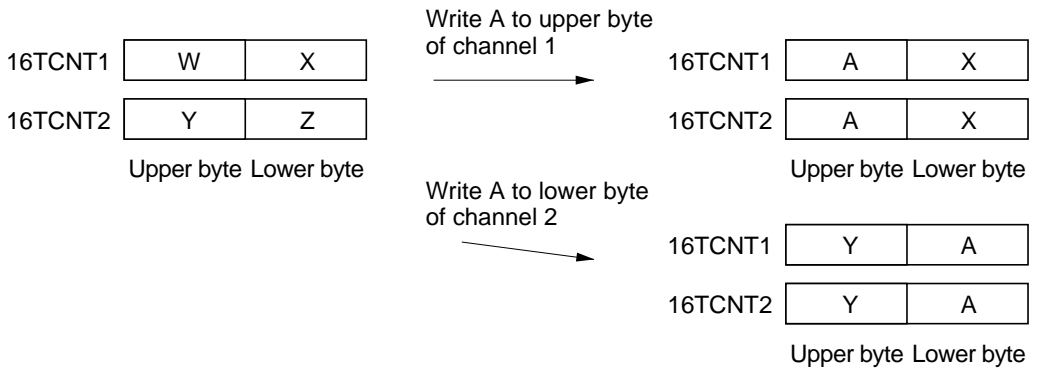 Write A to upper byte
of channel 1
16TCNT1 W X
16TCNT2 Y Z
Upper byte Lower byte
16TCNT1 A X
16TCNT2 A X
Upper byte Lower byte
Write A to lower byte
of channel 2
16TCNT1 Y A
16TCNT2 Y A
Upper byte Lower byte